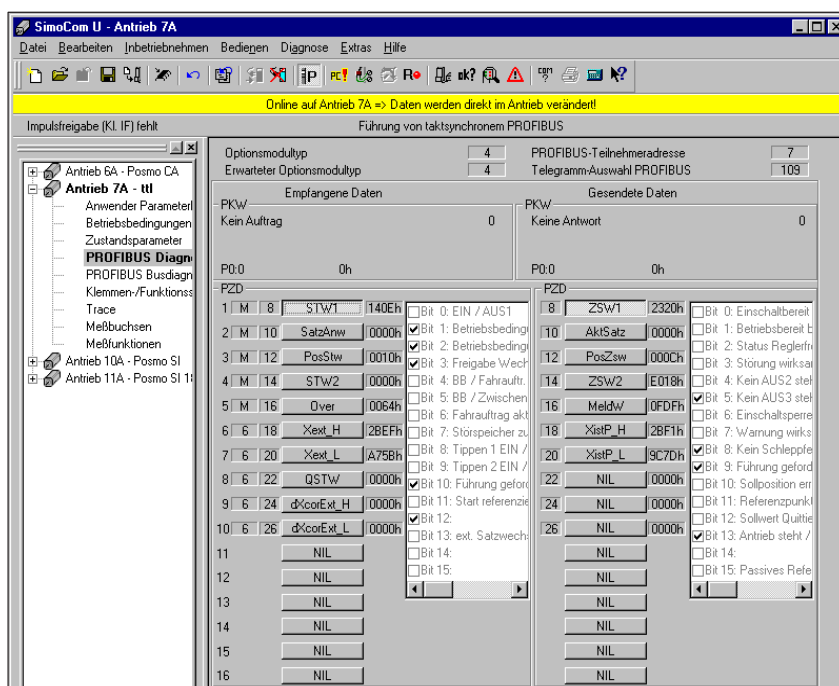 SimoCom U - Antrieb 7A
Datei Bearbeiten Inbetriebnehmen Bedienen Diagnose Extras Hilfe
Online auf Antrieb 7A => Daten werden direkt im Antrieb verändert!
Impulsfreigabe (Kl. IF) fehlt Führung von taktsynchronem PROFIBUS
Antrieb 6A - Posmo CA
Antrieb 7A - ttl
Anwender Parameterl
Betriebsbedingungen
Zustandsparameter
PROFIBUS Diagn
PROFIBUS Busdiagn
Klemmen-/Funktionss
Trace
Meßbuchsen
Meßfunktionen
Antrieb 10A - Posmo SI
Antrieb 11A - Posmo SI 1
Optionsmodultyp 4 PROFIBUS-Teilnehmeradresse 7
Erwarteter Optionsmodultyp 4 Telegramm-Auswahl PROFIBUS 109
Empfangene Daten
PKW
Kein Auftrag 0
P0:0 0h
Gesendete Daten
PKW
Keine Antwort 0
P0:0 0h
PZD
1 M 8 STW1 140Eh
2 M 10 SatzAnw 0000h
3 M 12 PosStw 0010h
4 M 14 STW2 0000h
5 M 16 Over 0064h
6 6 18 Xext_H 2BEFh
7 6 20 Xext_L A75Bh
8 6 22 QSTW 0000h
9 6 24 dXcorExt_H 0000h
10 6 26 dXcorExt_L 0000h
11 NIL
12 NIL
13 NIL
14 NIL
15 NIL
16 NIL
Bit 0: EIN / AUS1
Bit 1: Betriebsbeding
Bit 2: Betriebsbeding
Bit 3: Freigabe Wech
Bit 4: BB / Fahrauftr.
Bit 5: BB / Zwischen
Bit 6: Fahrauftrag akt
Bit 7: Störspeicher zu
Bit 8: Tippen 1 EIN /
Bit 9: Tippen 2 EIN /
Bit 10: Führung geford
Bit 11: Start referenzie
Bit 12:
Bit 13: ext. Satzwech
Bit 14:
Bit 15:
PZD
8 ZSW1 2320h
10 AktSatz 0000h
12 PosZsw 000Ch
14 ZSW2 E018h
16 MeldW 0FDFh
18 XistP_H 2BF1h
20 XistP_L 9C7Dh
22 NIL 0000h
24 NIL 0000h
26 NIL 0000h
NIL
NIL
NIL
NIL
NIL
NIL
Bit 0: Einschaltbereit
Bit 1: Betriebsbereit b
Bit 2: Status Reglerfr
Bit 3: Störung wirksa
Bit 4: Kein AUS2 steh
Bit 5: Kein AUS3 steh
Bit 6: Einschaltsperre
Bit 7: Warnung wirks
Bit 8: Kein Schleppfe
Bit 9: Führung geford
Bit 10: Sollposition err
Bit 11: Referenzpunkt
Bit 12: Sollwert Quittie
Bit 13: Antrieb steht /
Bit 14:
Bit 15: Passives Refe